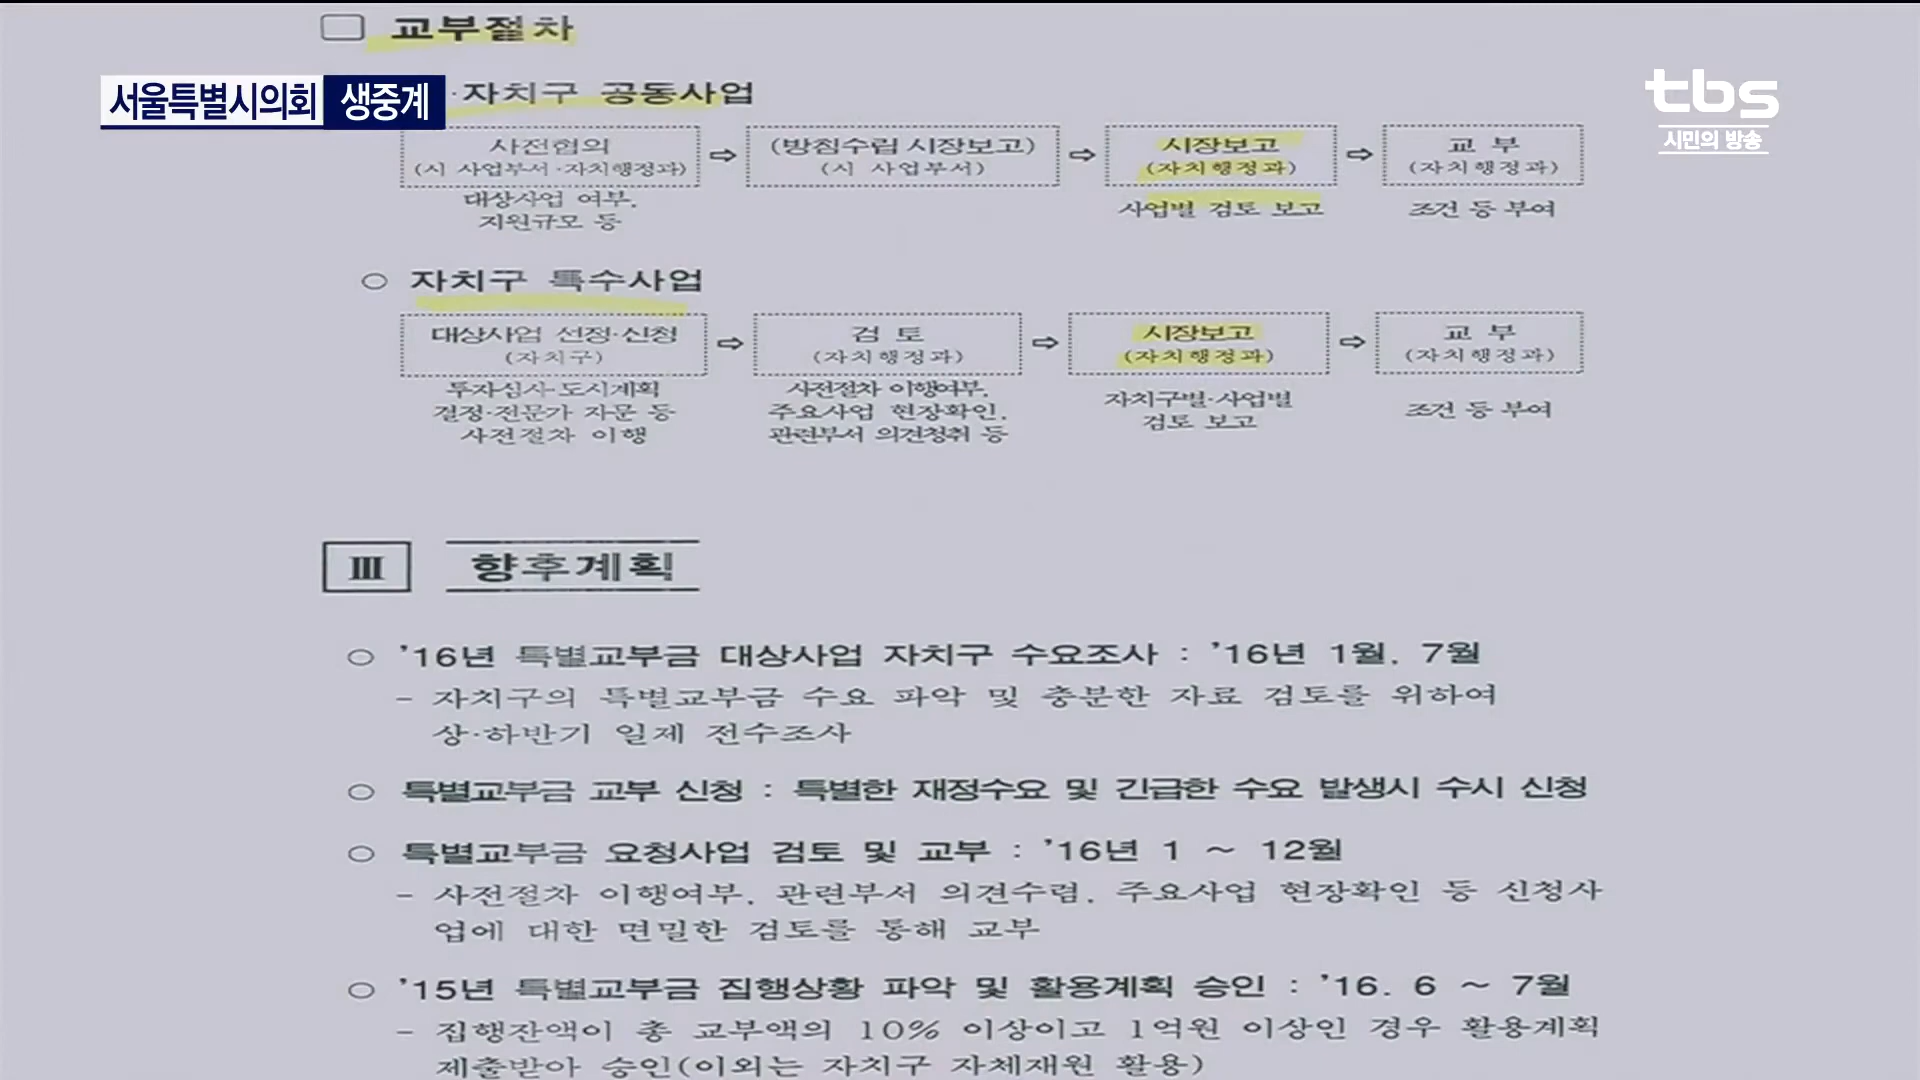 □ 교부절차
서울특별시의회 생중계
·자치구 공동사업
tbs
시민의 방송
사전협의 ⇨ (방침수립 시장보고) ⇨ 시장보고 ⇨ 교 부
(시 사업부서·자치행정과) (시 사업부서) (자치행정과) (자치행정과)
대상사업 여부, 사업별 검토 보고 조건 등 부여
지원규모 등
○ 자치구 특수사업
대상사업 선정·신청 ⇨ 검 토 ⇨ 시장보고 ⇨ 교 부
(자치구) (자치행정과) (자치행정과) (자치행정과)
투자심사·도시계획 사전절차 이행여부, 자치구별·사업별 조건 등 부여
결정·전문가 자문 등 주요사업 현장확인, 검토 보고
사전절차 이행 관련부서 의견청취 등
Ⅲ 향후계획
○ ’16년 특별교부금 대상사업 자치구 수요조사 : ’16년 1월, 7월
- 자치구의 특별교부금 수요 파악 및 충분한 자료 검토를 위하여
상·하반기 일제 전수조사
○ 특별교부금 교부 신청 : 특별한 재정수요 및 긴급한 수요 발생시 수시 신청
○ 특별교부금 요청사업 검토 및 교부 : ’16년 1 ~ 12월
- 사전절차 이행여부, 관련부서 의견수렴, 주요사업 현장확인 등 신청사
업에 대한 면밀한 검토를 통해 교부
○ ’15년 특별교부금 집행상황 파악 및 활용계획 승인 : ’16. 6 ~ 7월
- 집행잔액이 총 교부액의 10% 이상이고 1억원 이상인 경우 활용계획
제출받아 승인(이외는 자치구 자체재원 활용)